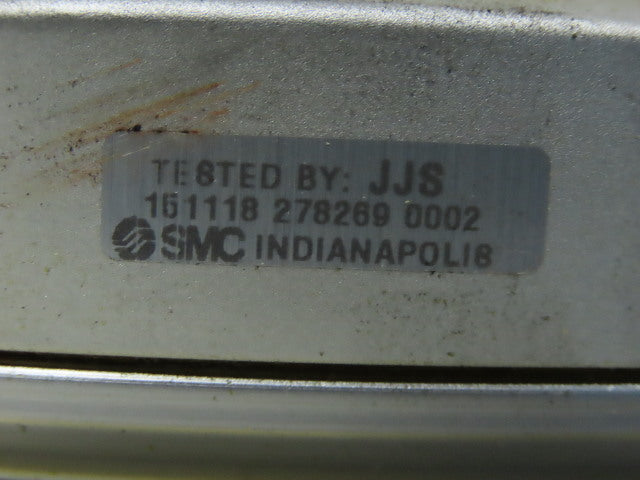 TESTED BY: JJS
151118 278269 0002
SMC INDIANAPOLIS